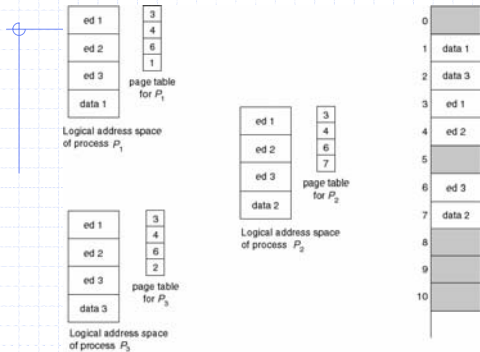 ed 1
ed 2
ed 3
data 1
3
4
6
1
page table
for P1
Logical address space
of process P1
ed 1
ed 2
ed 3
data 2
3
4
6
7
page table
for P2
Logical address space
of process P2
ed 1
ed 2
ed 3
data 3
3
4
6
2
page table
for P3
Logical address space
of process P3
0
1 data 1
2 data 3
3 ed 1
4 ed 2
5
6 ed 3
7 data 2
8
9
10